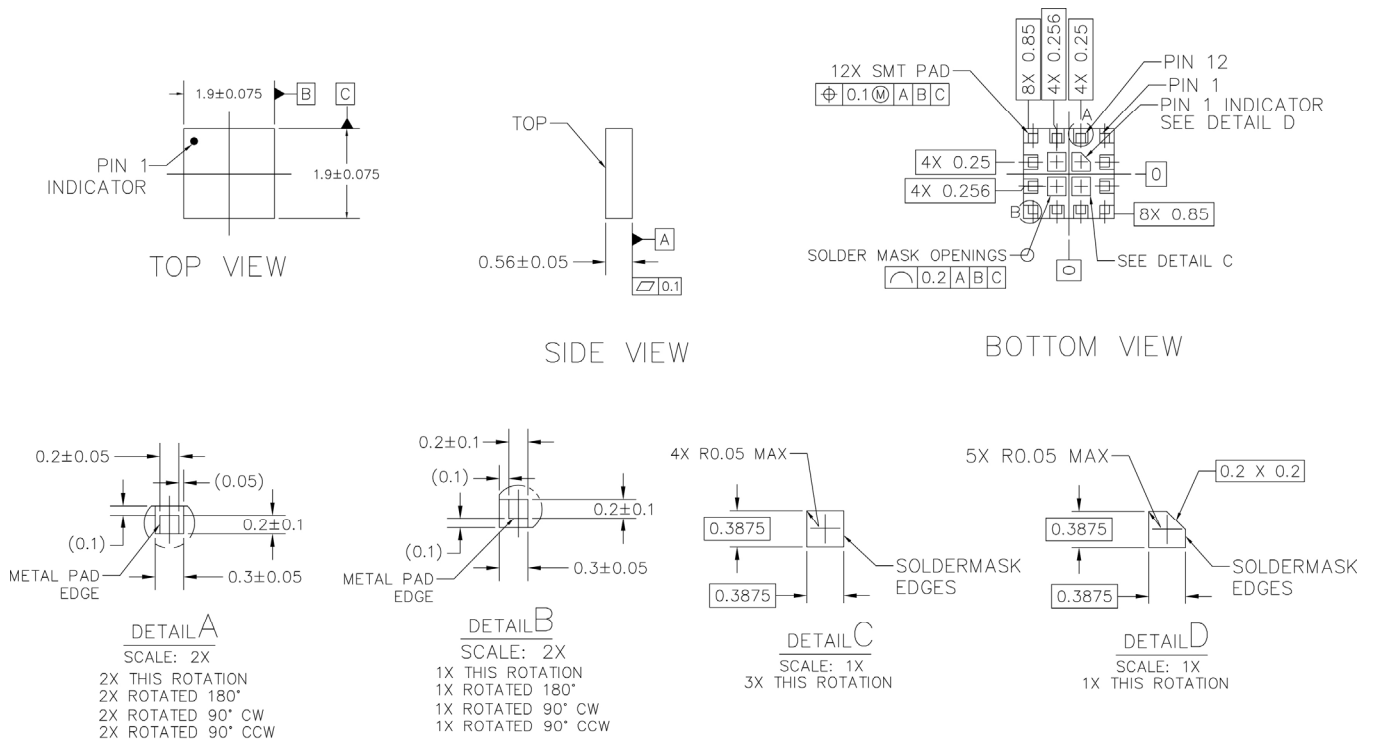 1.9±0.075
B
C
PIN 1
INDICATOR
1.9±0.075
TOP VIEW
TOP
A
0.56±0.05
0.1
SIDE VIEW
8X 0.85
4X 0.256
4X 0.25
12X SMT PAD
0.1 Ⓜ A B C
PIN 12
PIN 1
PIN 1 INDICATOR
SEE DETAIL D
A
4X 0.25
4X 0.256
0
B
8X 0.85
SOLDER MASK OPENINGS
0.2 A B C
0
SEE DETAIL C
BOTTOM VIEW
0.2±0.05
(0.05)
0.2±0.1
(0.1)
METAL PAD
EDGE
0.3±0.05
DETAIL A
SCALE: 2X
2X THIS ROTATION
2X ROTATED 180°
2X ROTATED 90° CW
2X ROTATED 90° CCW
0.2±0.1
(0.1)
0.2±0.1
(0.1)
METAL PAD
EDGE
0.3±0.05
DETAIL B
SCALE: 2X
1X THIS ROTATION
1X ROTATED 180°
1X ROTATED 90° CW
1X ROTATED 90° CCW
4X R0.05 MAX
0.3875
SOLDERMASK
EDGES
0.3875
DETAIL C
SCALE: 1X
3X THIS ROTATION
5X R0.05 MAX
0.2 X 0.2
0.3875
SOLDERMASK
EDGES
0.3875
DETAIL D
SCALE: 1X
1X THIS ROTATION